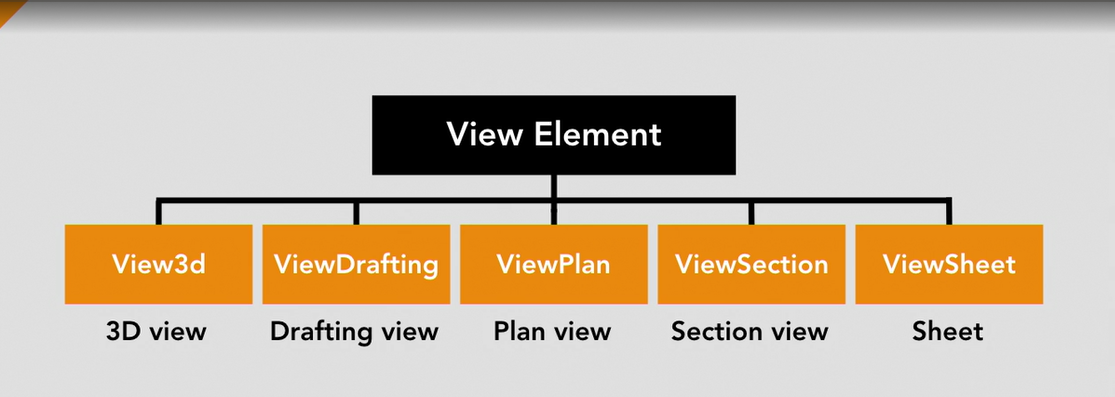 View Element
View3d
ViewDrafting
ViewPlan
ViewSection
ViewSheet
3D view
Drafting view
Plan view
Section view
Sheet